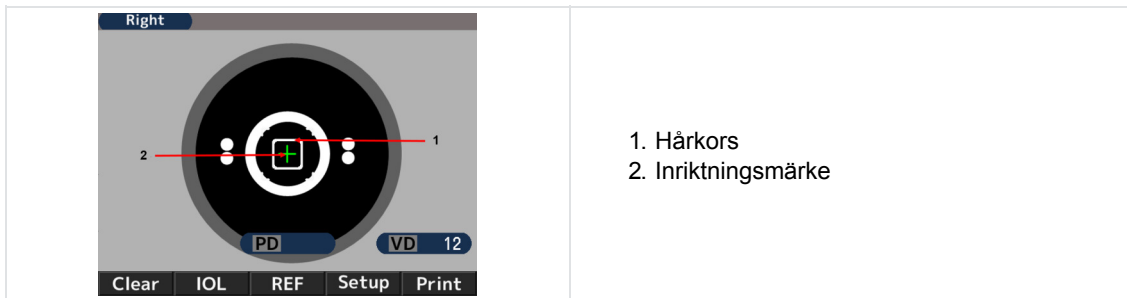 Right
1
2
PD
VD 12
Clear IOL REF Setup Print
1. Hårkors
2. Inriktningsmärke